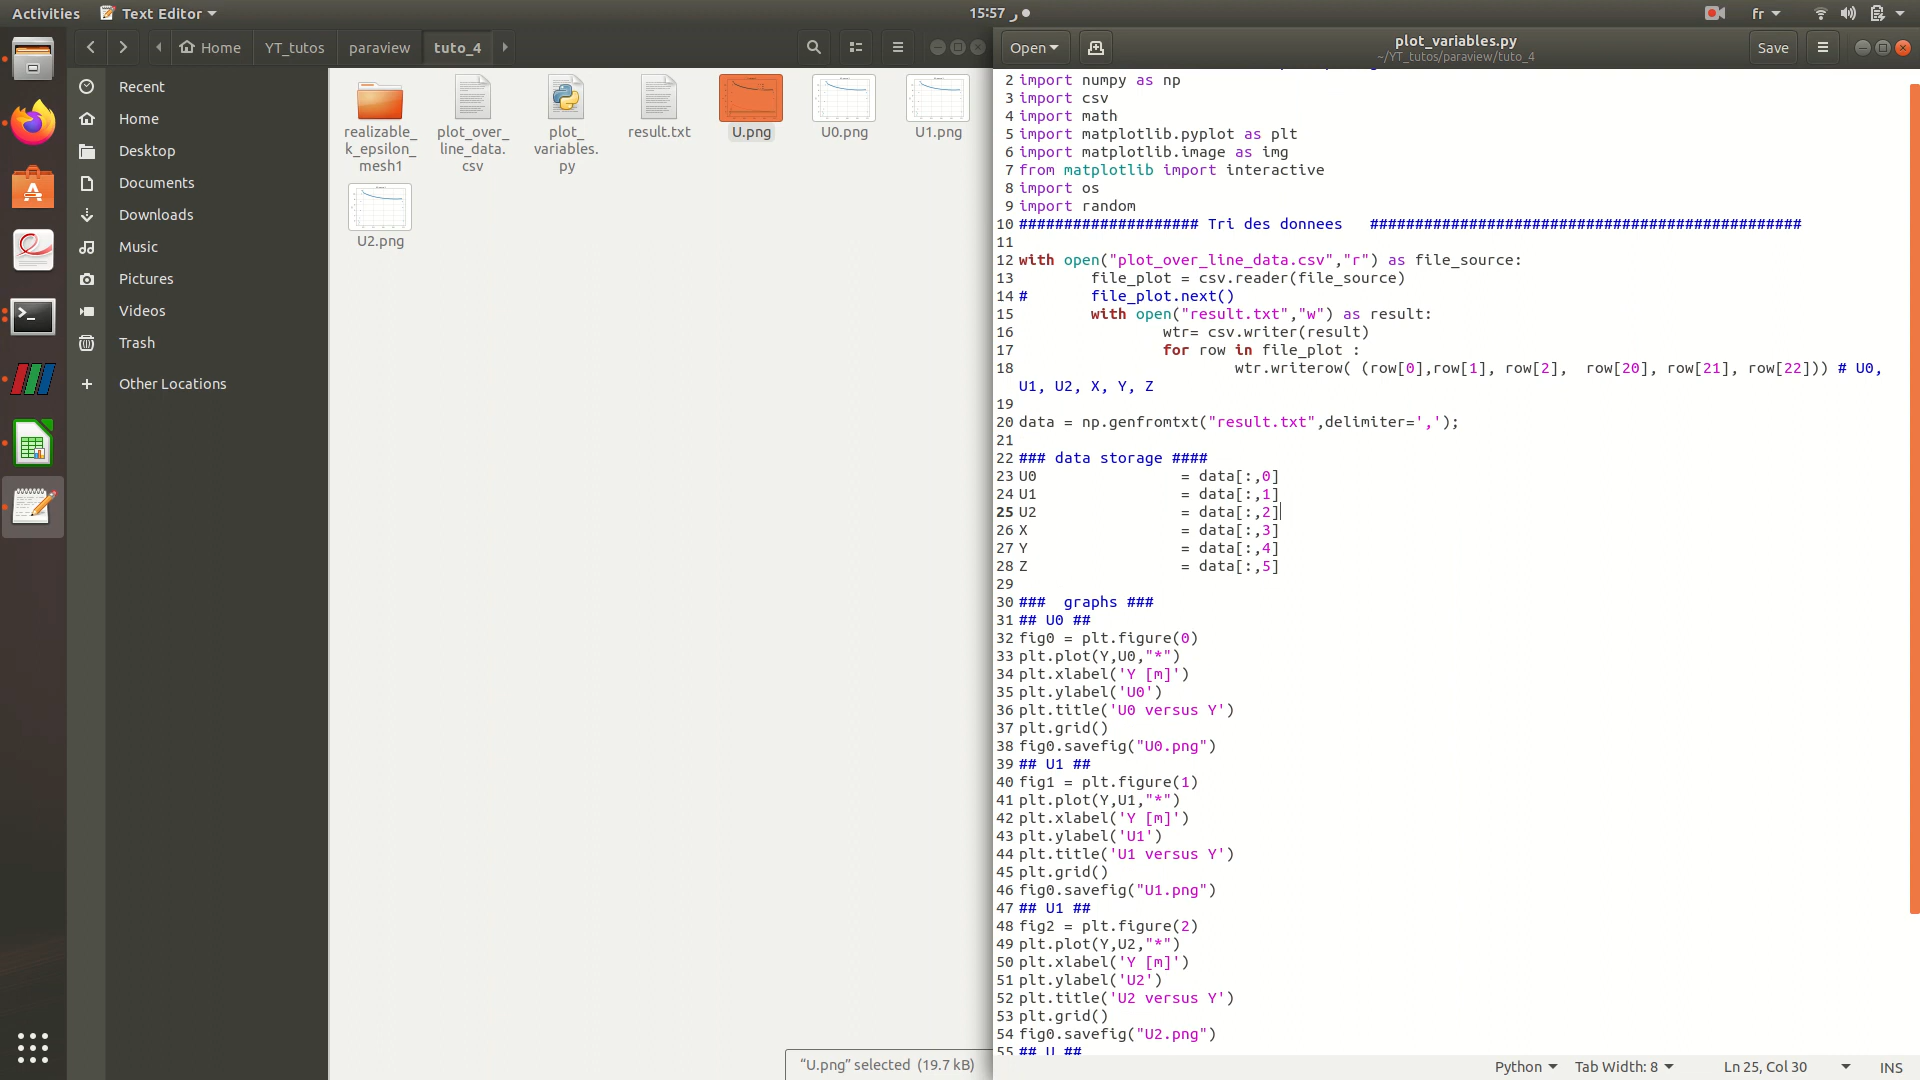 Activities
Text Editor
15:57 ر
fr
Home
YT_tutos
paraview
tuto_4
Open
plot_variables.py
~/YT_tutos/paraview/tuto_4
Save
Recent
Home
Desktop
Documents
Downloads
Music
Pictures
Videos
Trash
Other Locations
realizable_
k_epsilon_
mesh1
plot_over_
line_data.
csv
plot_
variables.
py
result.txt
U.png
U0.png
U1.png
U2.png
“U.png” selected (19.7 kB)
2 import numpy as np
3 import csv
4 import math
5 import matplotlib.pyplot as plt
6 import matplotlib.image as img
7 from matplotlib import interactive
8 import os
9 import random
10 #################### Tri des donnees   ################################################
11
12 with open("plot_over_line_data.csv","r") as file_source:
13         file_plot = csv.reader(file_source)
14 #       file_plot.next()
15         with open("result.txt","w") as result:
16                 wtr= csv.writer(result)
17                 for row in file_plot :
18                         wtr.writerow( (row[0],row[1], row[2],  row[20], row[21], row[22])) # U0,
U1, U2, X, Y, Z
19
20 data = np.genfromtxt("result.txt",delimiter=',');
21
22 ### data storage ####
23 U0                = data[:,0]
24 U1                = data[:,1]
25 U2                = data[:,2]
26 X                 = data[:,3]
27 Y                 = data[:,4]
28 Z                 = data[:,5]
29
30 ###  graphs ###
31 ## U0 ##
32 fig0 = plt.figure(0)
33 plt.plot(Y,U0,"*")
34 plt.xlabel('Y [m]')
35 plt.ylabel('U0')
36 plt.title('U0 versus Y')
37 plt.grid()
38 fig0.savefig("U0.png")
39 ## U1 ##
40 fig1 = plt.figure(1)
41 plt.plot(Y,U1,"*")
42 plt.xlabel('Y [m]')
43 plt.ylabel('U1')
44 plt.title('U1 versus Y')
45 plt.grid()
46 fig0.savefig("U1.png")
47 ## U1 ##
48 fig2 = plt.figure(2)
49 plt.plot(Y,U2,"*")
50 plt.xlabel('Y [m]')
51 plt.ylabel('U2')
52 plt.title('U2 versus Y')
53 plt.grid()
54 fig0.savefig("U2.png")
55 ## U ##
Python
Tab Width: 8
Ln 25, Col 30
INS